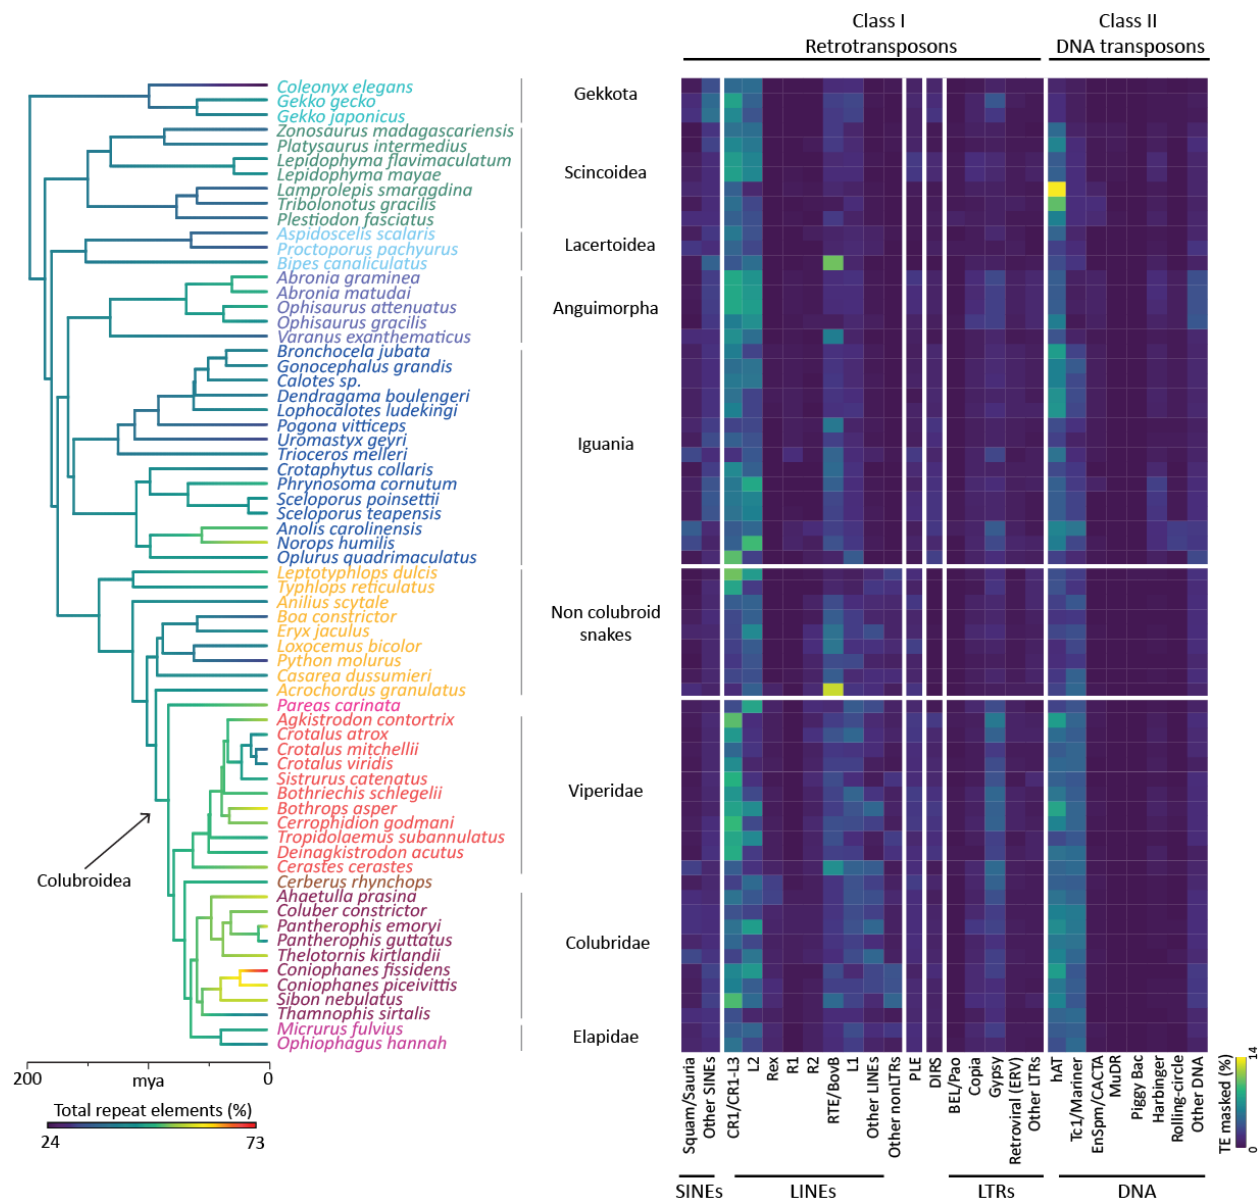 Class I
Retrotransposons
Class II
DNA transposons
Coleonyx elegans
Gekko gecko
Gekko japonicus
Zonosaurus madagascariensis
Platysaurus intermedius
Lepidophyma flavimaculatum
Lepidophyma mayae
Lamprolepis smaragdina
Tribolonotus gracilis
Plestiodon fasciatus
Aspidoscelis scalaris
Proctoporus pachyurus
Bipes canaliculatus
Abronia graminea
Abronia matudai
Ophisaurus attenuatus
Ophisaurus gracilis
Varanus exanthematicus
Bronchocela jubata
Gonocephalus grandis
Calotes sp.
Dendragama boulengeri
Lophocalotes ludekingi
Pogona vitticeps
Uromastyx geyri
Trioceros melleri
Crotaphytus collaris
Phrynosoma cornutum
Sceloporus poinsettii
Sceloporus teapensis
Anolis carolinensis
Norops humilis
Oplurus quadrimaculatus
Leptotyphlops dulcis
Typhlops reticulatus
Anilius scytale
Boa constrictor
Eryx jaculus
Loxocemus bicolor
Python molurus
Casarea dussumieri
Acrochordus granulatus
Pareas carinata
Agkistrodon contortrix
Crotalus atrox
Crotalus mitchellii
Crotalus viridis
Sistrurus catenatus
Bothriechis schlegelii
Bothrops asper
Cerrophidion godmani
Tropidolaemus subannulatus
Deinagkistrodon acutus
Cerastes cerastes
Cerberus rhynchops
Ahaetulla prasina
Coluber constrictor
Pantherophis emoryi
Pantherophis guttatus
Thelotornis kirtlandii
Coniophanes fissidens
Coniophanes piceivittis
Sibon nebulatus
Thamnophis sirtalis
Micrurus fulvius
Ophiophagus hannah
Gekkota
Scincoidea
Lacertoidea
Anguimorpha
Iguania
Non colubroid
snakes
Viperidae
Colubridae
Elapidae
Colubroidea
200
mya
0
Total repeat elements (%)
24
73
Squam/Sauria
Other SINEs
CR1/CR1-L3
L2
Rex
R1
R2
RTE/BovB
L1
Other LINEs
Other nonLTRs
PLE
DIRS
BEL/Pao
Copia
Gypsy
Retroviral (ERV)
Other LTRs
hAT
Tc1/Mariner
EnSpm/CACTA
MuDR
Piggy Bac
Harbinger
Rolling-circle
Other DNA
TE masked (%)
14
0
SINEs
LINEs
LTRs
DNA